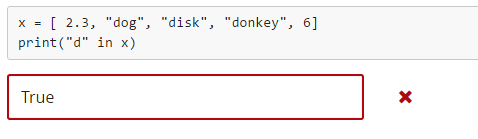 x = [ 2.3, "dog", "disk", "donkey", 6]
print("d" in x)
True